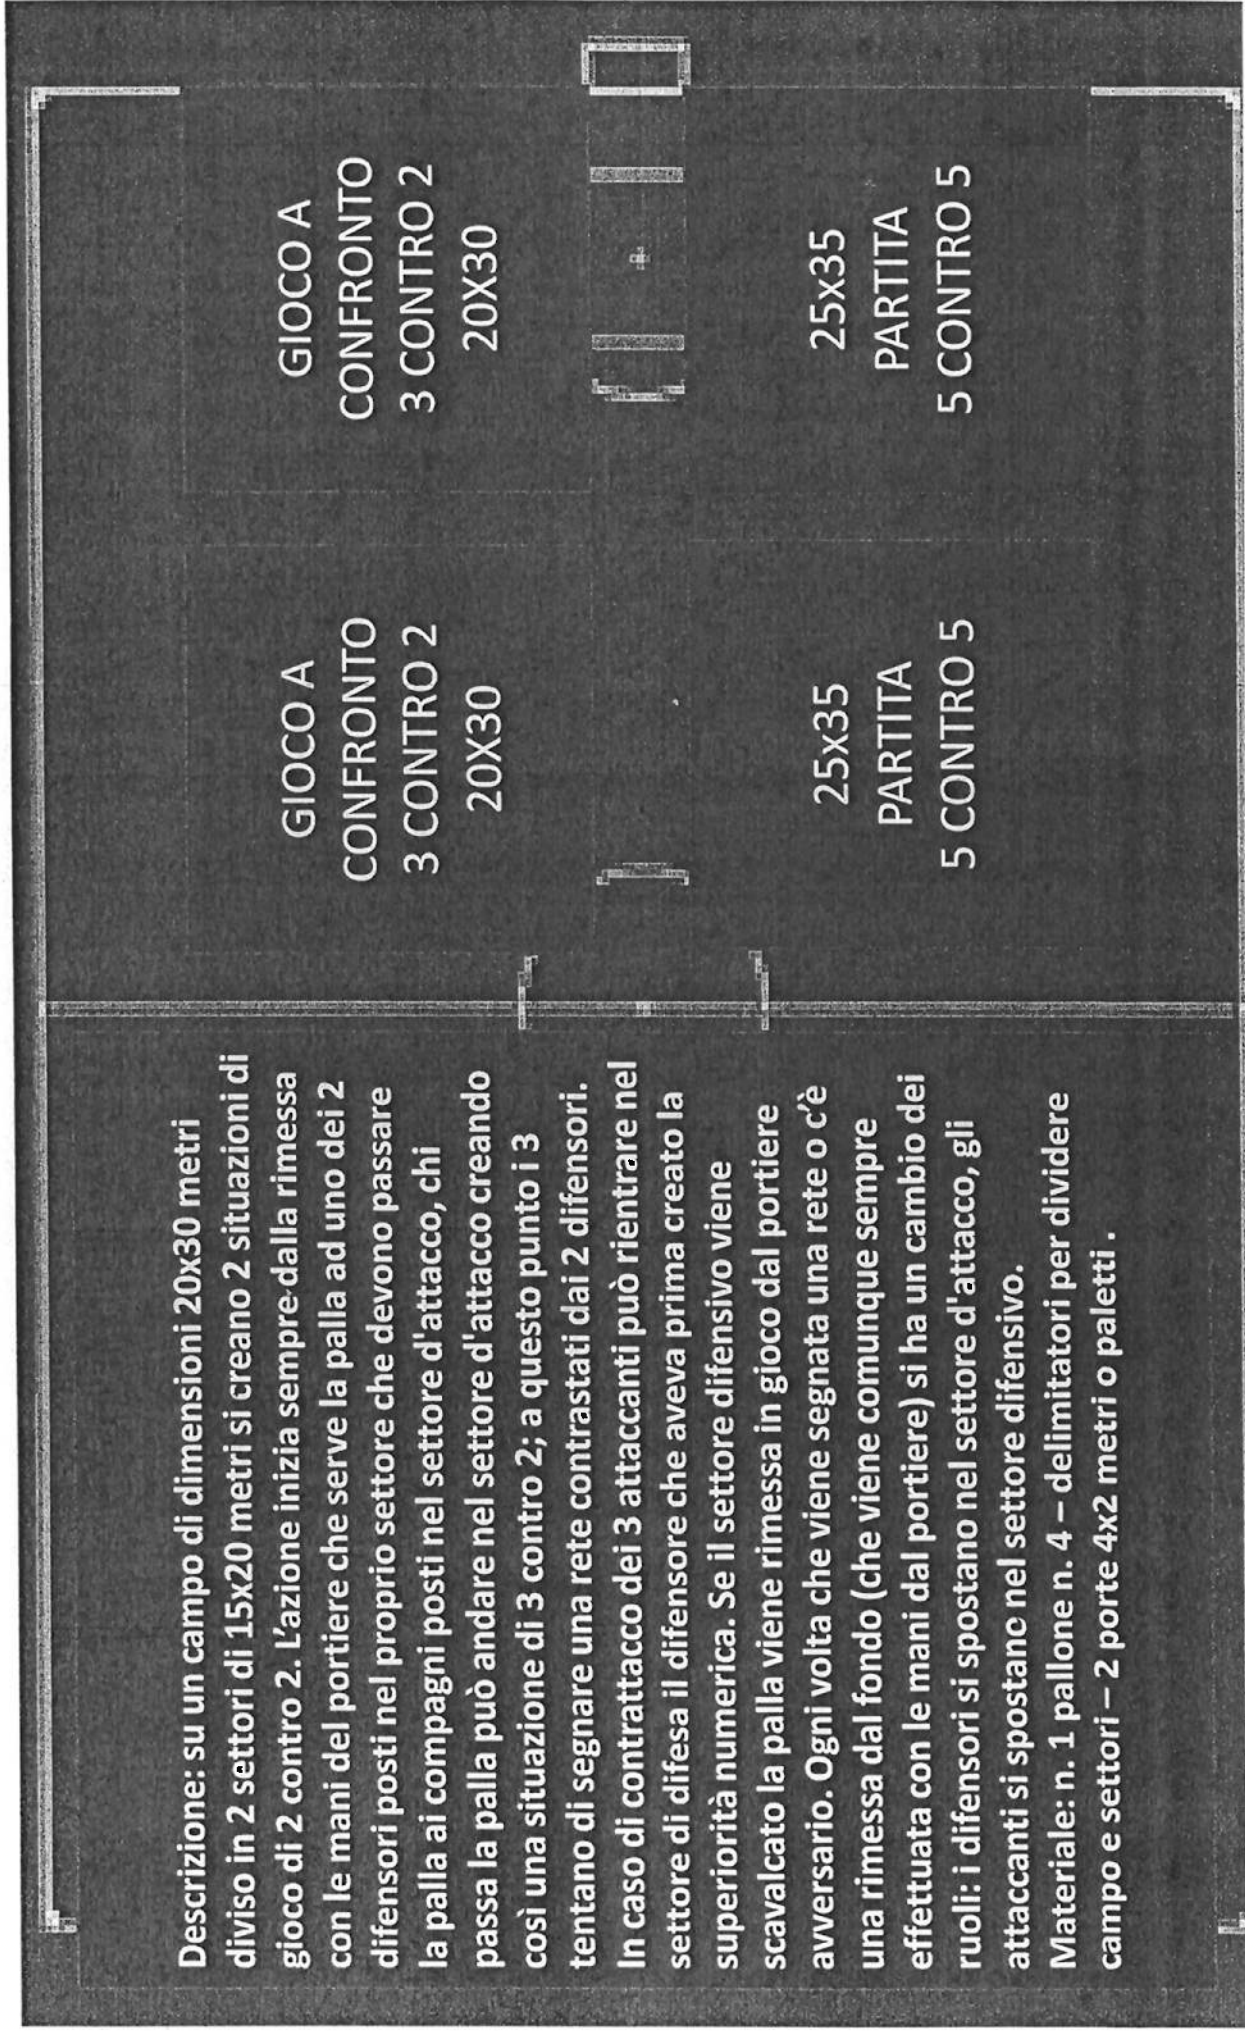 Descrizione: su un campo di dimensioni 20x30 metri
diviso in 2 settori di 15x20 metri si creano 2 situazioni di
gioco di 2 contro 2. L'azione inizia sempre dalla rimessa
con le mani del portiere che serve la palla ad uno dei 2
difensori posti nel proprio settore che devono passare
la palla ai compagni posti nel settore d'attacco, chi
passa la palla può andare nel settore d'attacco creando
così una situazione di 3 contro 2; a questo punto i 3
tentano di segnare una rete contrastati dai 2 difensori.
In caso di contrattacco dei 3 attaccanti può rientrare nel
settore di difesa il difensore che aveva prima creato la
superiorità numerica. Se il settore difensivo viene
scavalcato la palla viene rimessa in gioco dal portiere
avversario. Ogni volta che viene segnata una rete o c'è
una rimessa dal fondo (che viene comunque sempre
effettuata con le mani dal portiere) si ha un cambio dei
ruoli: i difensori si spostano nel settore d'attacco, gli
attaccanti si spostano nel settore difensivo.
Materiale: n. 1 pallone n. 4 – delimitatori per dividere
campo e settori – 2 porte 4x2 metri o paletti .
GIOCO A
CONFRONTO
3 CONTRO 2
20X30
GIOCO A
CONFRONTO
3 CONTRO 2
20X30
25x35
PARTITA
5 CONTRO 5
25x35
PARTITA
5 CONTRO 5